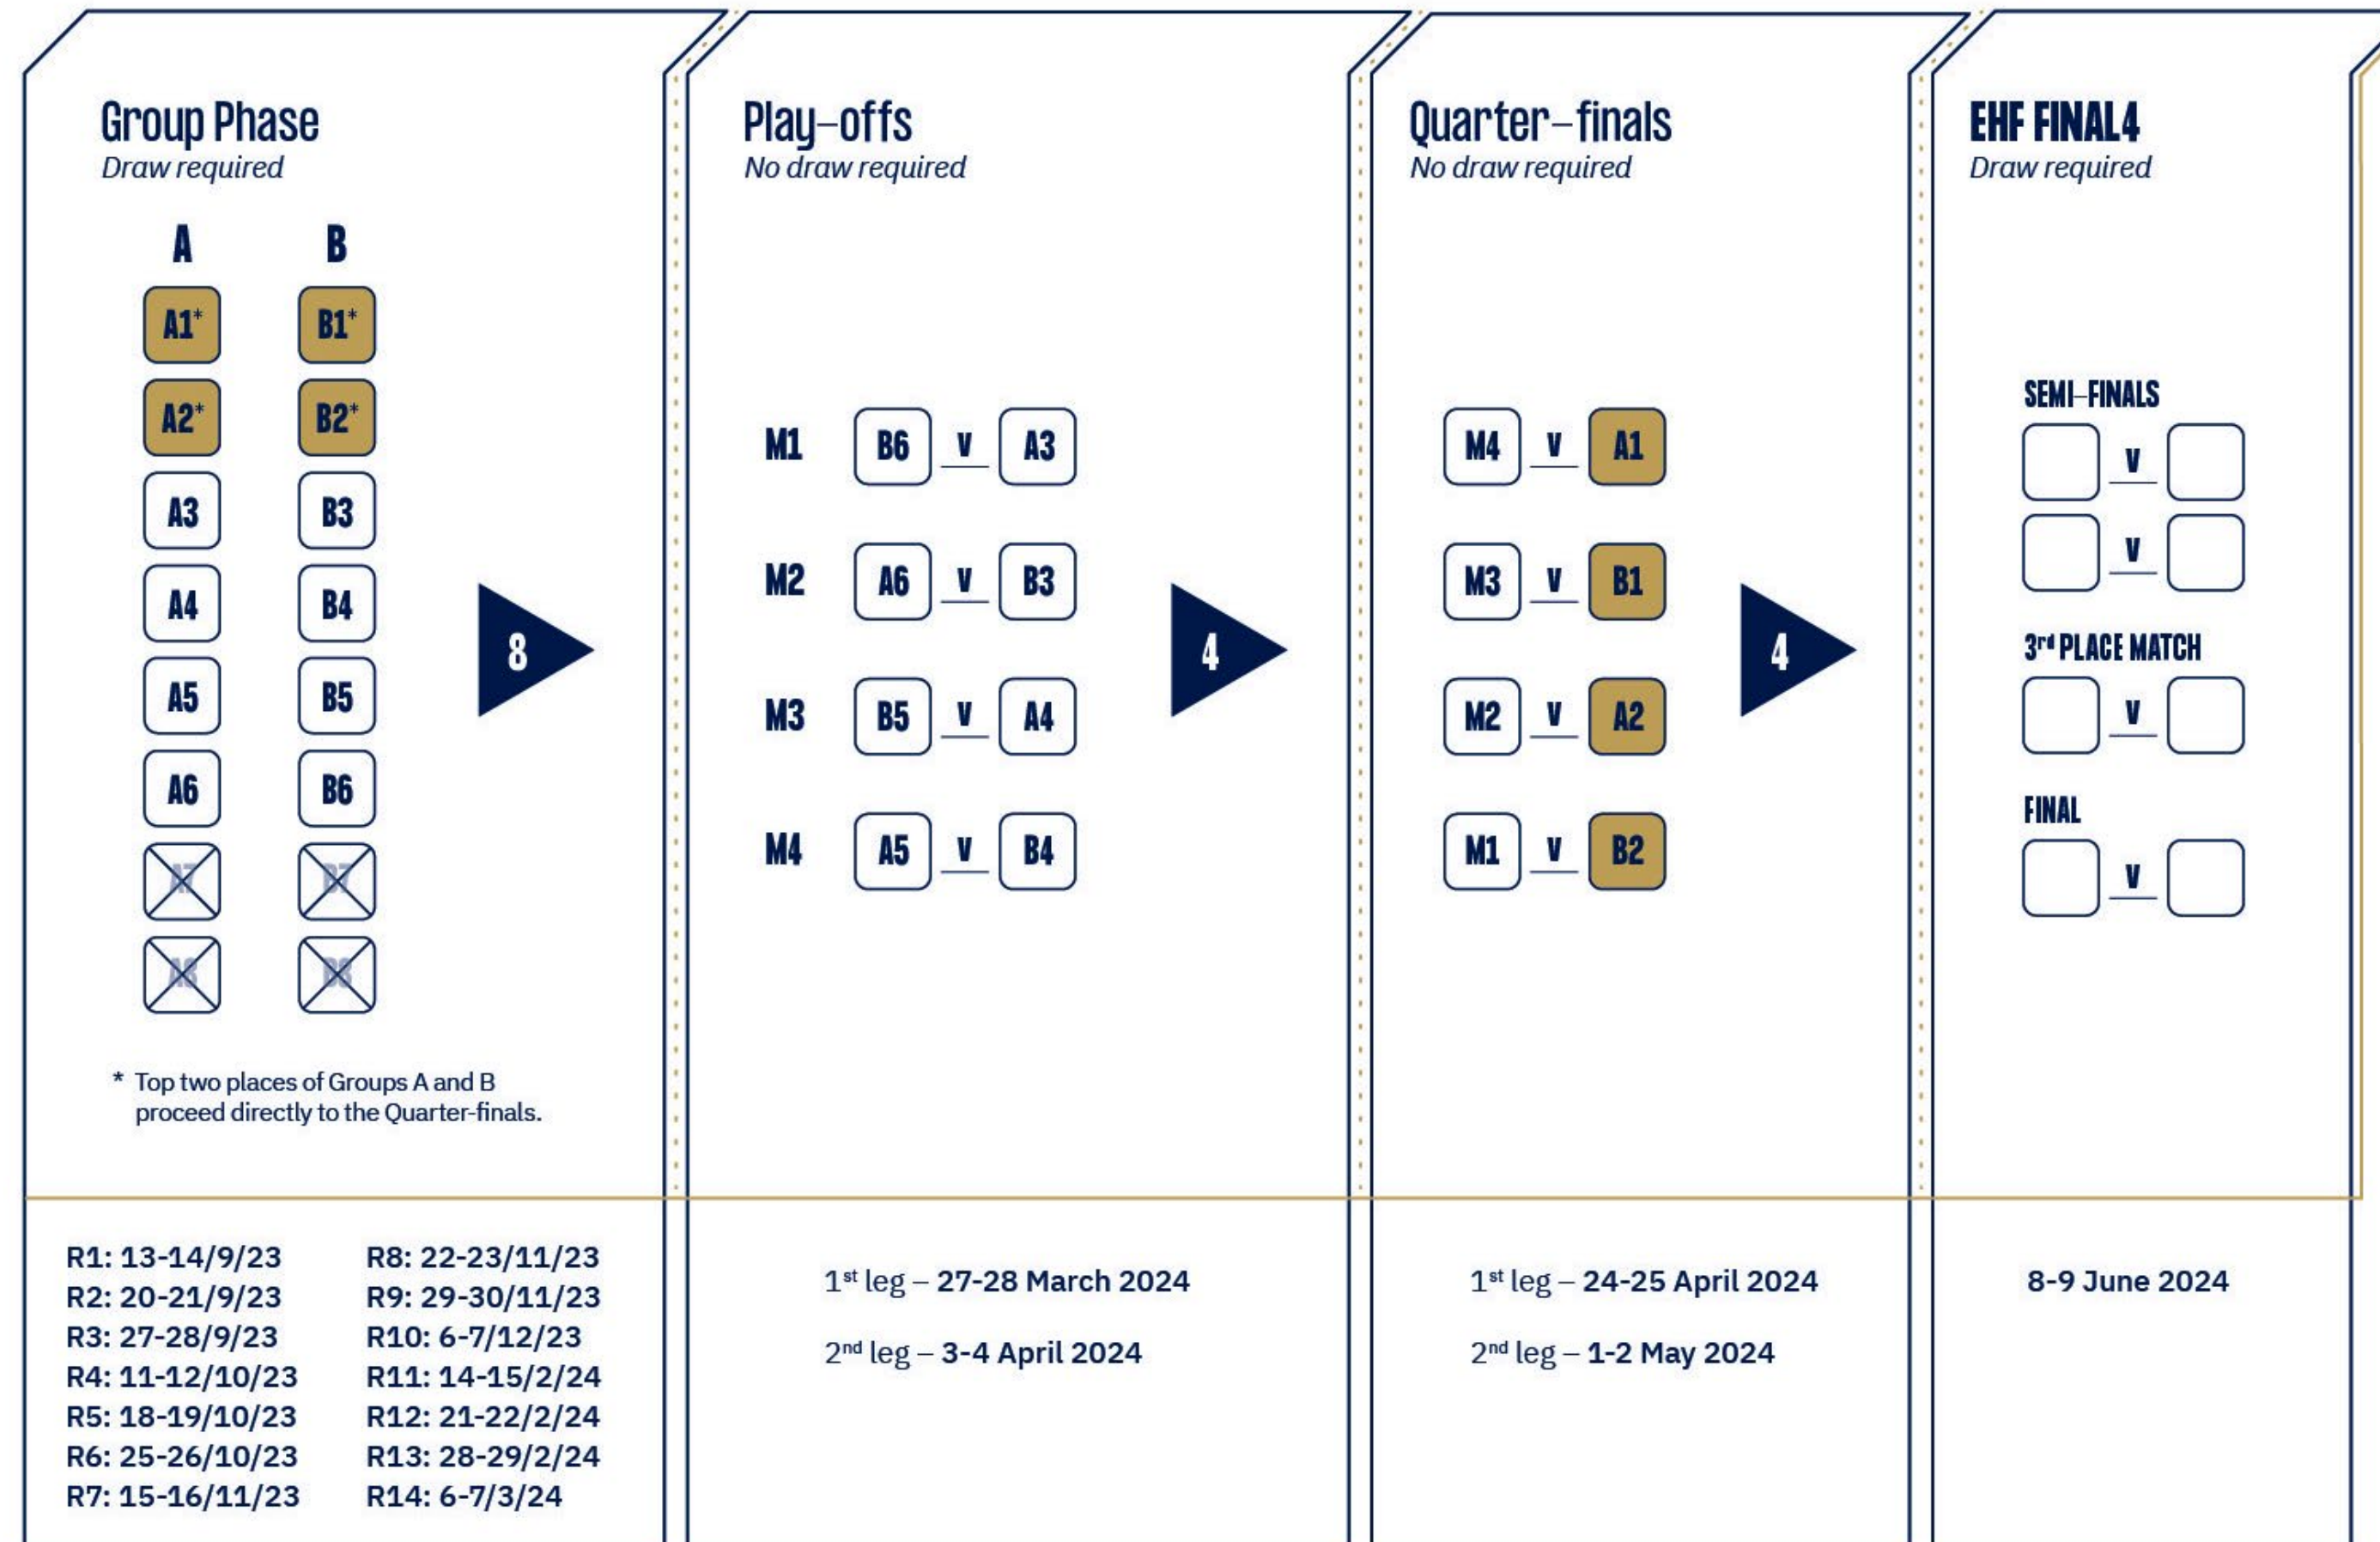 Group Phase
Draw required
A B
A1* B1*
A2* B2*
A3 B3
A4 B4
A5 B5
A6 B6
A7 B7
A8 B8
8
* Top two places of Groups A and B
proceed directly to the Quarter-finals.
R1: 13-14/9/23
R2: 20-21/9/23
R3: 27-28/9/23
R4: 11-12/10/23
R5: 18-19/10/23
R6: 25-26/10/23
R7: 15-16/11/23
R8: 22-23/11/23
R9: 29-30/11/23
R10: 6-7/12/23
R11: 14-15/2/24
R12: 21-22/2/24
R13: 28-29/2/24
R14: 6-7/3/24
Play-offs
No draw required
M1 B6 V A3
M2 A6 V B3
M3 B5 V A4
M4 A5 V B4
4
1st leg – 27-28 March 2024
2nd leg – 3-4 April 2024
Quarter-finals
No draw required
M4 V A1
M3 V B1
M2 V A2
M1 V B2
4
1st leg – 24-25 April 2024
2nd leg – 1-2 May 2024
EHF FINAL4
Draw required
SEMI-FINALS
V
V
3rd PLACE MATCH
V
FINAL
V
8-9 June 2024